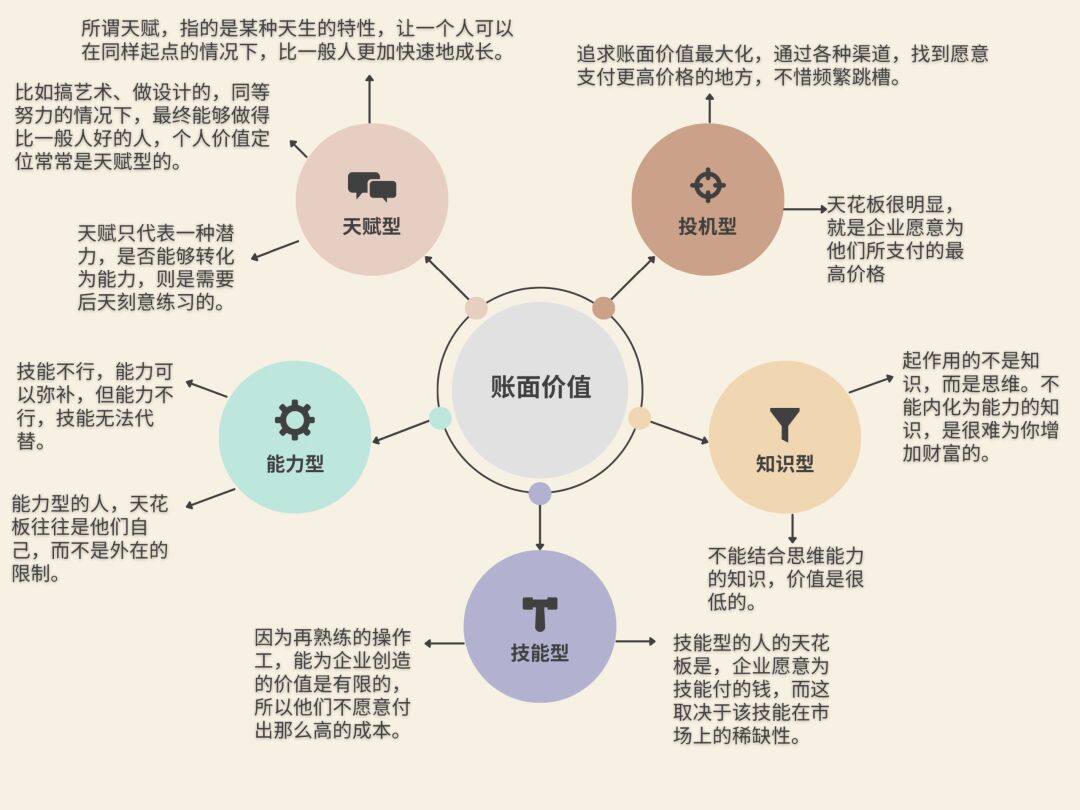 所谓天赋，指的是某种天生的特性，让一个人可以
在同样起点的情况下，比一般人更加快速地成长。
比如搞艺术、做设计的，同等
努力的情况下，最终能够做得
比一般人好的人，个人价值定
位常常是天赋型的。
天赋只代表一种潜
力，是否能够转化
为能力，则是需要
后天刻意练习的。
天赋型
追求账面价值最大化，通过各种渠道，找到愿意
支付更高价格的地方，不惜频繁跳槽。
投机型
天花板很明显，
就是企业愿意为
他们所支付的最
高价格
账面价值
技能不行，能力可
以弥补，但能力不
行，技能无法代
替。
能力型
能力型的人，天花
板往往是他们自
己，而不是外在的
限制。
知识型
起作用的不是知
识，而是思维。不
能内化为能力的知
识，是很难为你增
加财富的。
不能结合思维能力
的知识，价值是很
低的。
因为再熟练的操作
工，能为企业创造
的价值是有限的，
所以他们不愿意付
出那么高的成本。
技能型
技能型的人的天花
板是，企业愿意为
技能付的钱，而这
取决于该技能在市
场上的稀缺性。